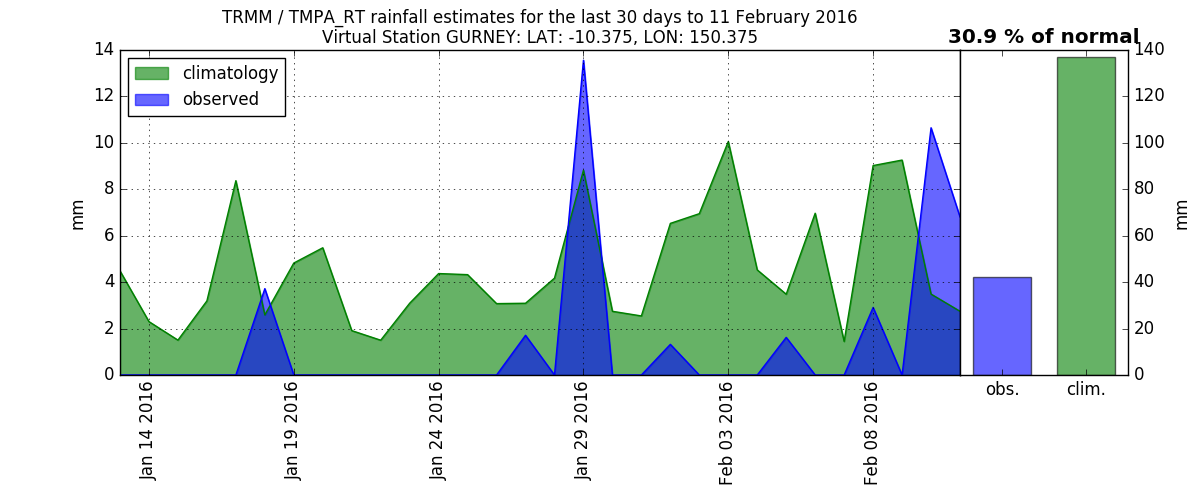 TRMM / TMPA_RT rainfall estimates for the last 30 days to 11 February 2016
Virtual Station GURNEY: LAT: -10.375, LON: 150.375
30.9 % of normal
climatology
observed
mm
14
12
10
8
6
4
2
0
Jan 14 2016
Jan 19 2016
Jan 24 2016
Jan 29 2016
Feb 03 2016
Feb 08 2016
obs.
clim.
140
120
100
80
60
40
20
0
mm